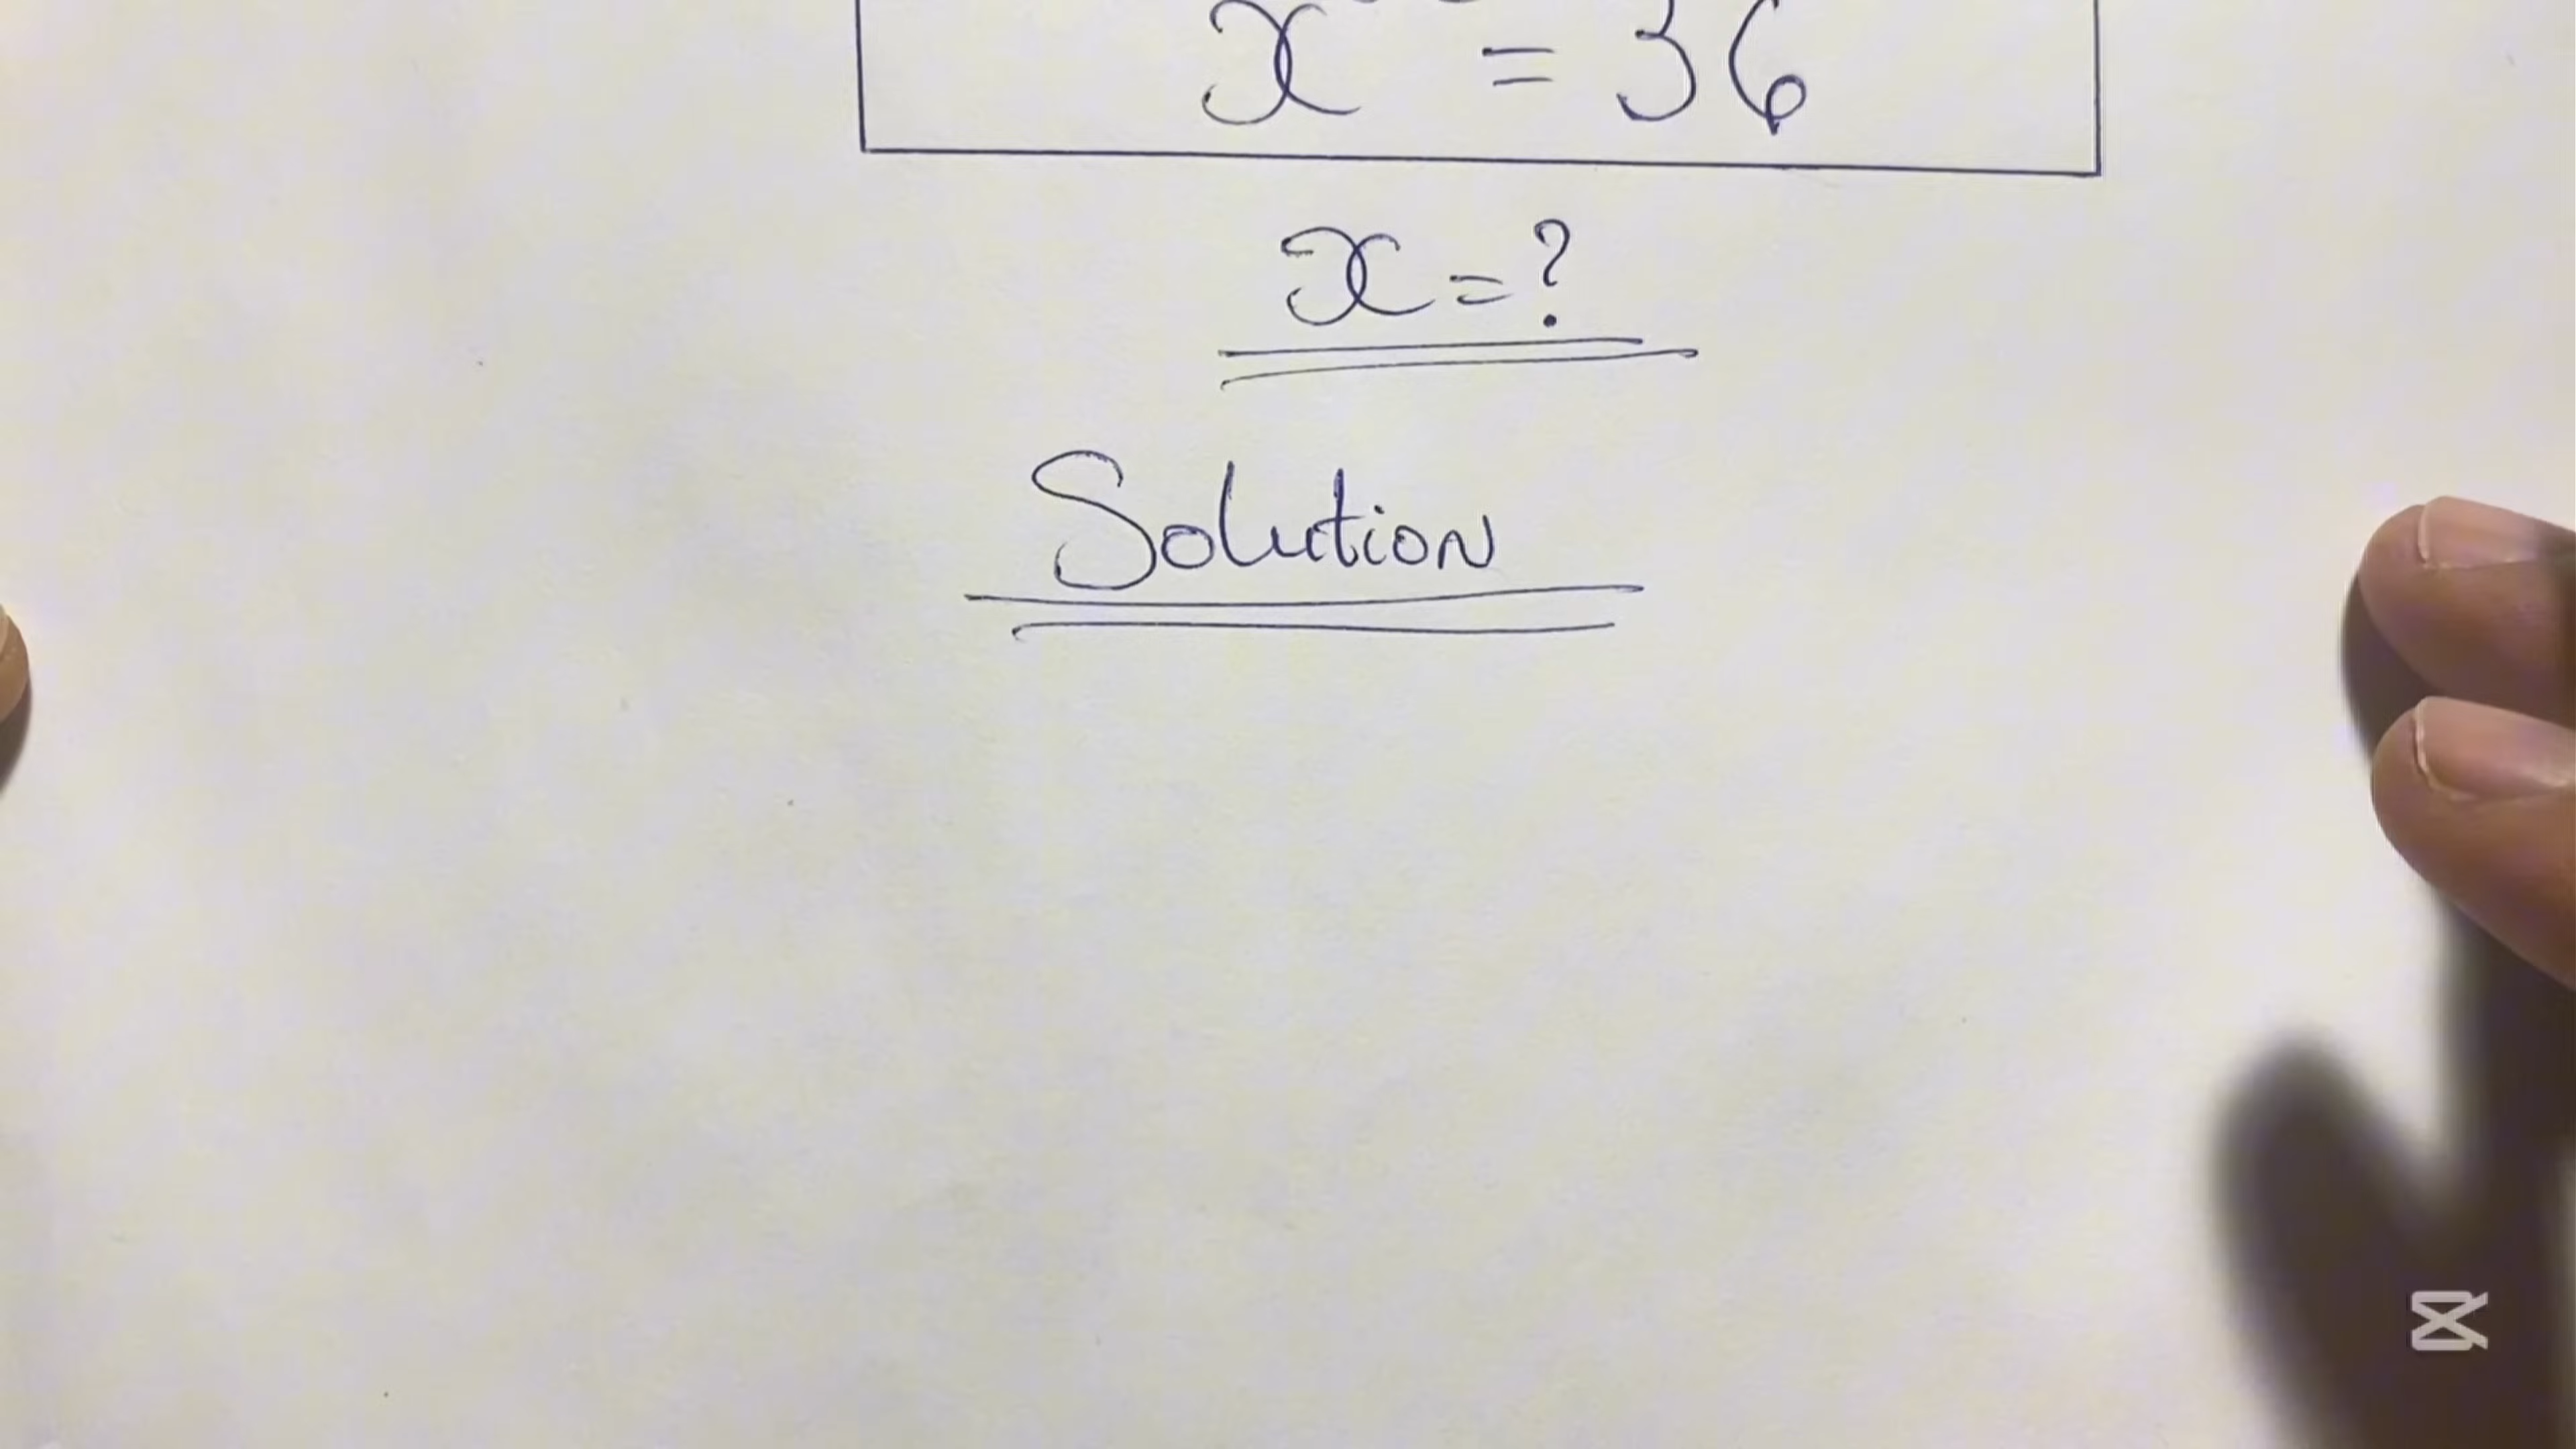 x = 36
x = ?
Solution